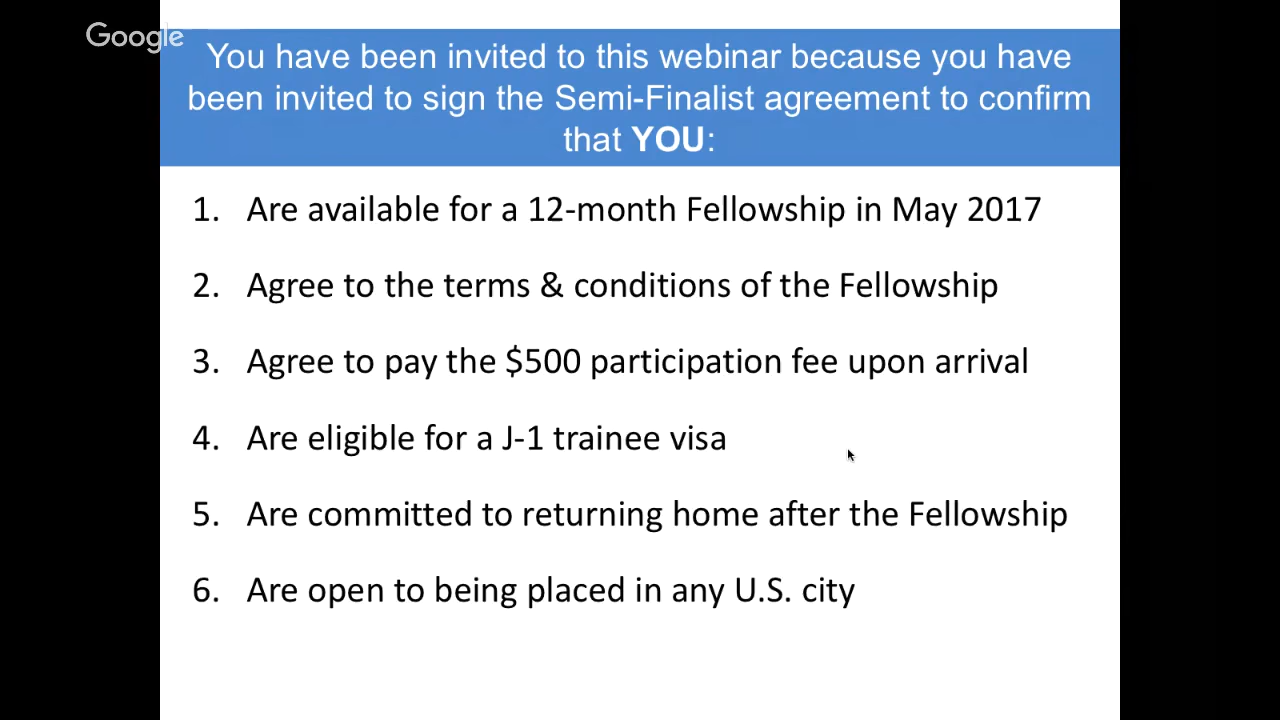 Google
You have been invited to this webinar because you have
been invited to sign the Semi-Finalist agreement to confirm
that YOU:
1. Are available for a 12-month Fellowship in May 2017
2. Agree to the terms & conditions of the Fellowship
3. Agree to pay the $500 participation fee upon arrival
4. Are eligible for a J-1 trainee visa
5. Are committed to returning home after the Fellowship
6. Are open to being placed in any U.S. city